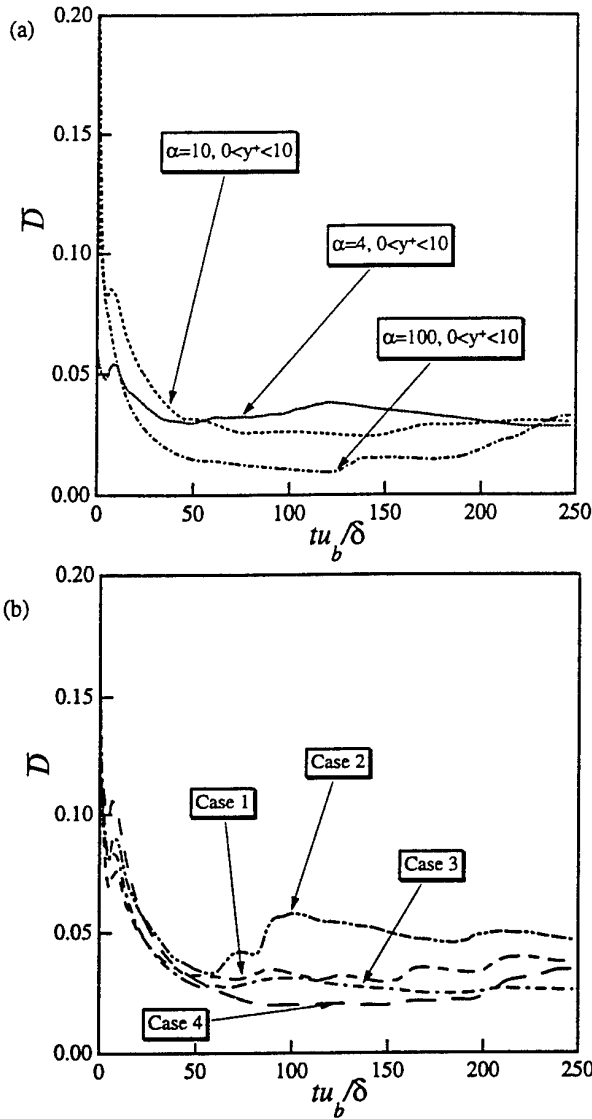 (a)
0.20
0.15
0.10
0.05
0.00
D̅
α=10, 0<y⁺<10
α=4, 0<y⁺<10
α=100, 0<y⁺<10
0 50 100 150 200 250
tu_b/δ
(b)
0.20
0.15
0.10
0.05
0.00
D̅
Case 2
Case 1
Case 3
Case 4
0 50 100 150 200 250
tu_b/δ